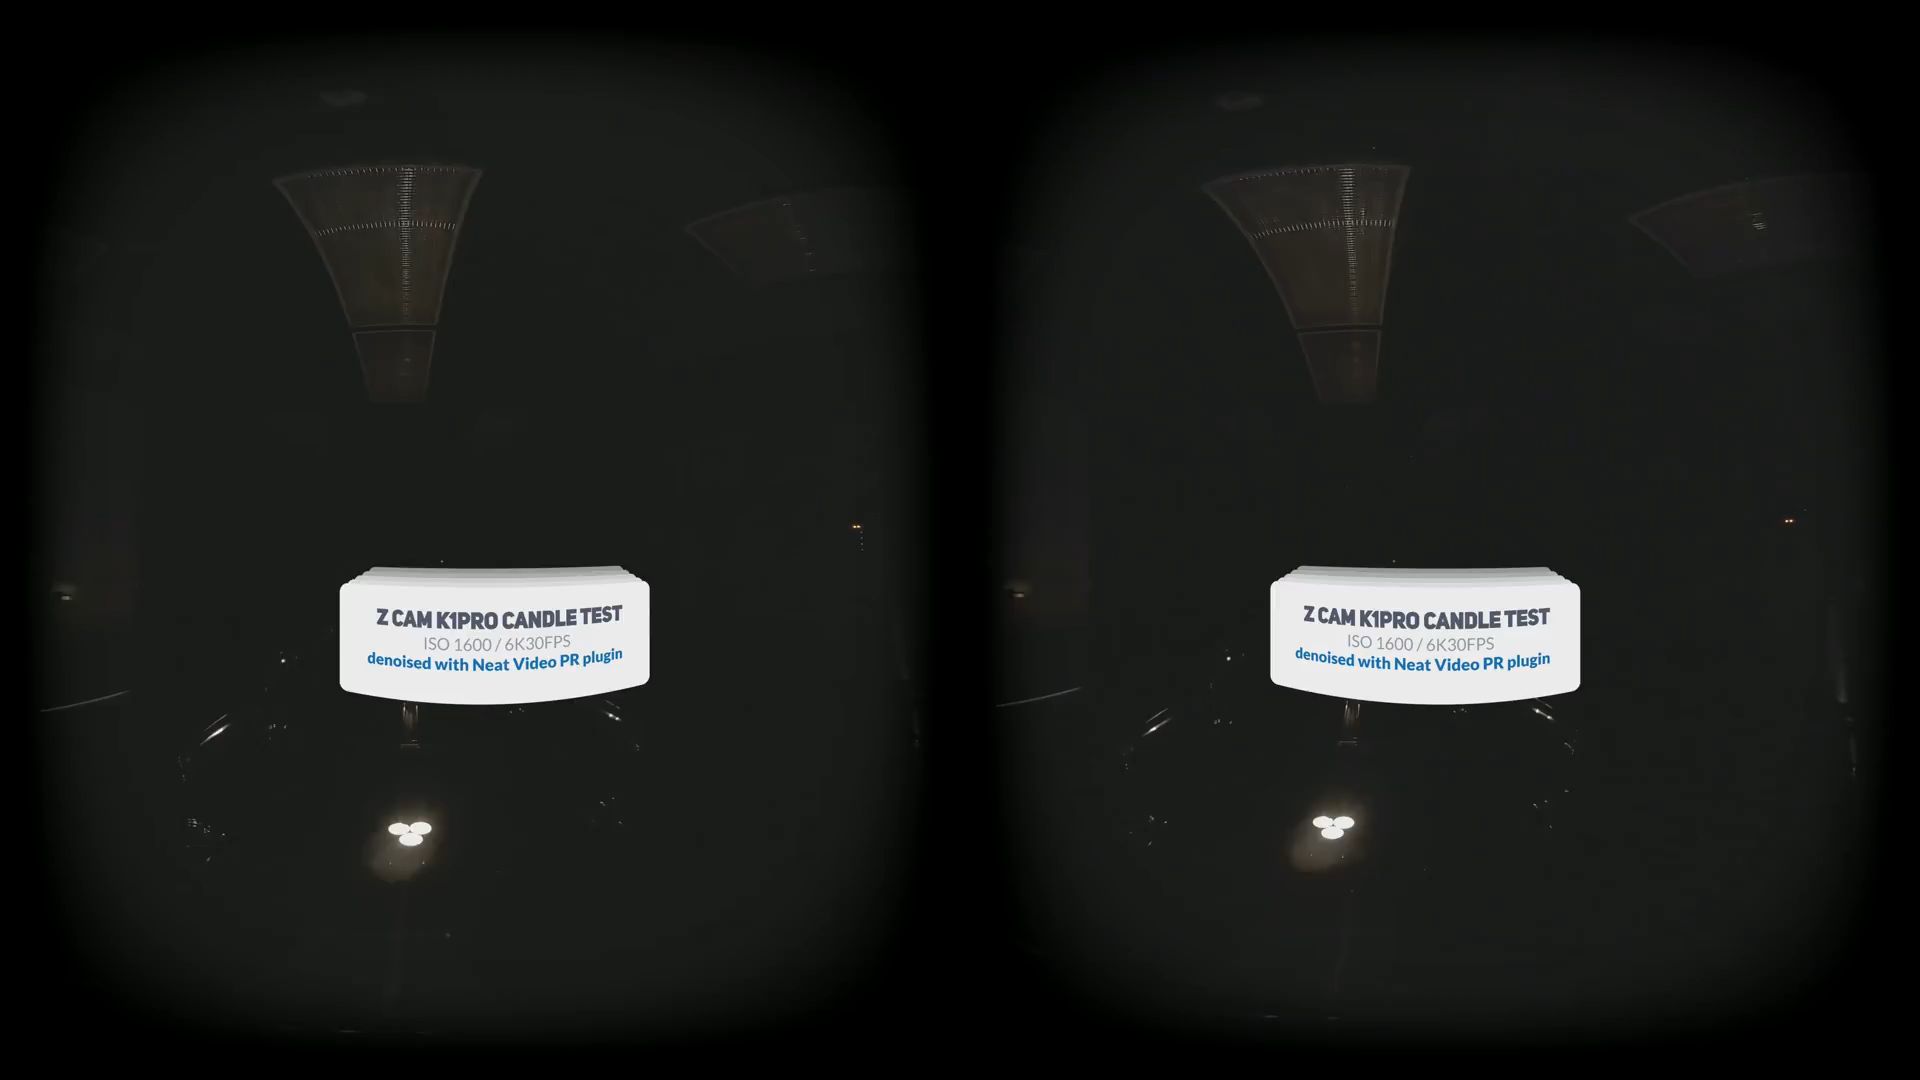 Z CAM K1PRO CANDLE TEST
ISO 1600 / 6K30FPS
denoised with Neat Video PR plugin
Z CAM K1PRO CANDLE TEST
ISO 1600 / 6K30FPS
denoised with Neat Video PR plugin